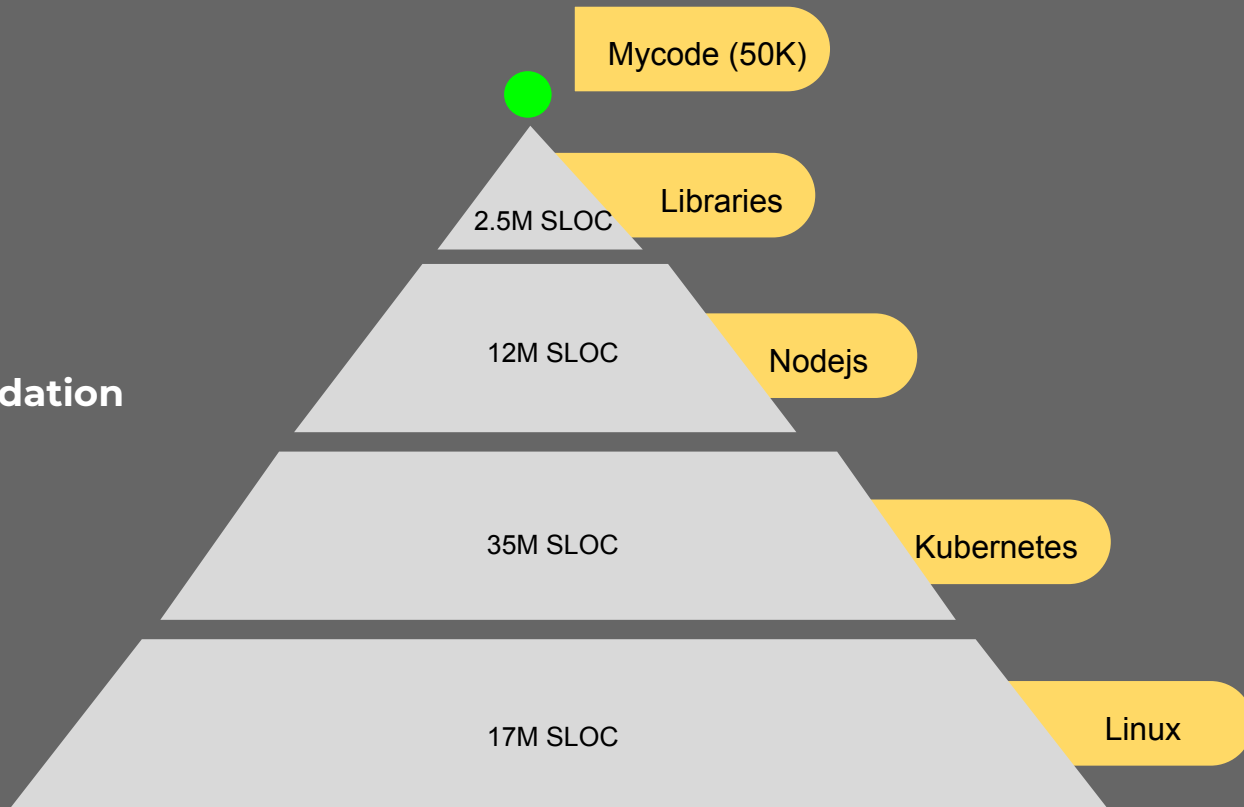 Mycode (50K)
Libraries
2.5M SLOC
12M SLOC
Nodejs
dation
35M SLOC
Kubernetes
17M SLOC
Linux